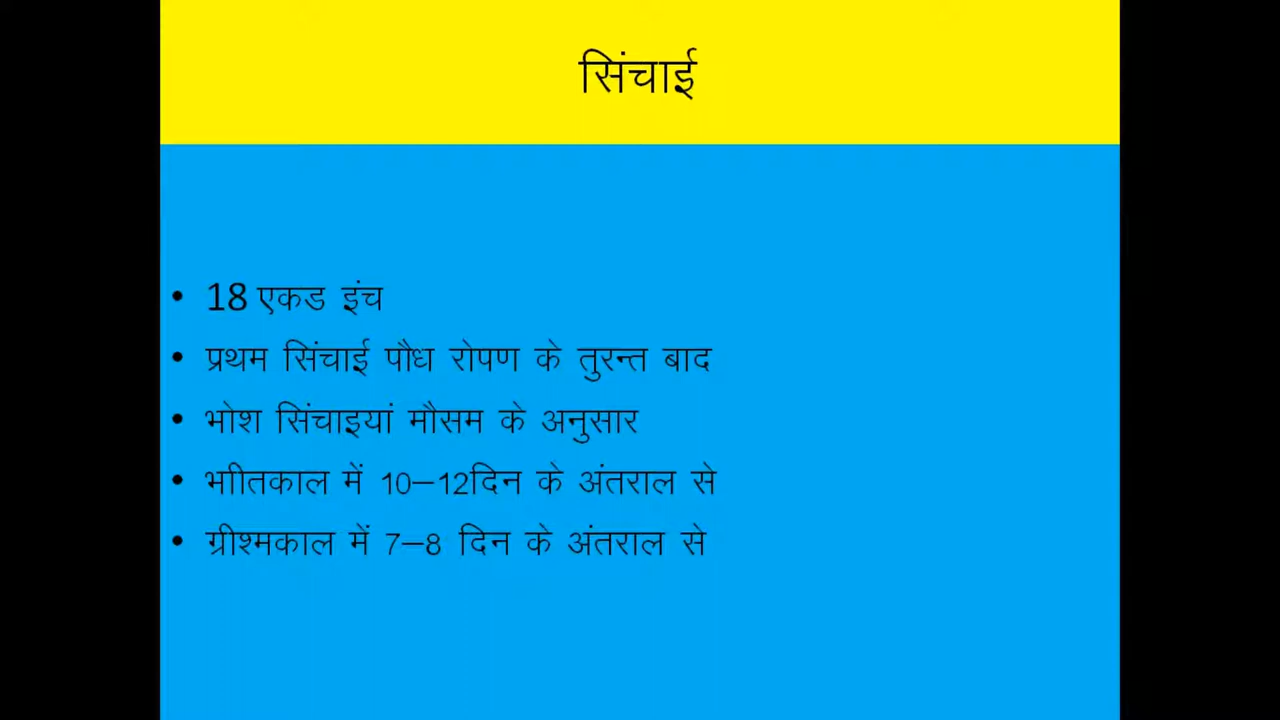 सिंचाई
• 18 एकड इंच
• प्रथम सिंचाई पौध रोपण के तुरन्त बाद
• भोश सिंचाइयां मौसम के अनुसार
• भाीतकाल में 10–12दिन के अंतराल से
• ग्रीश्मकाल में 7–8 दिन के अंतराल से